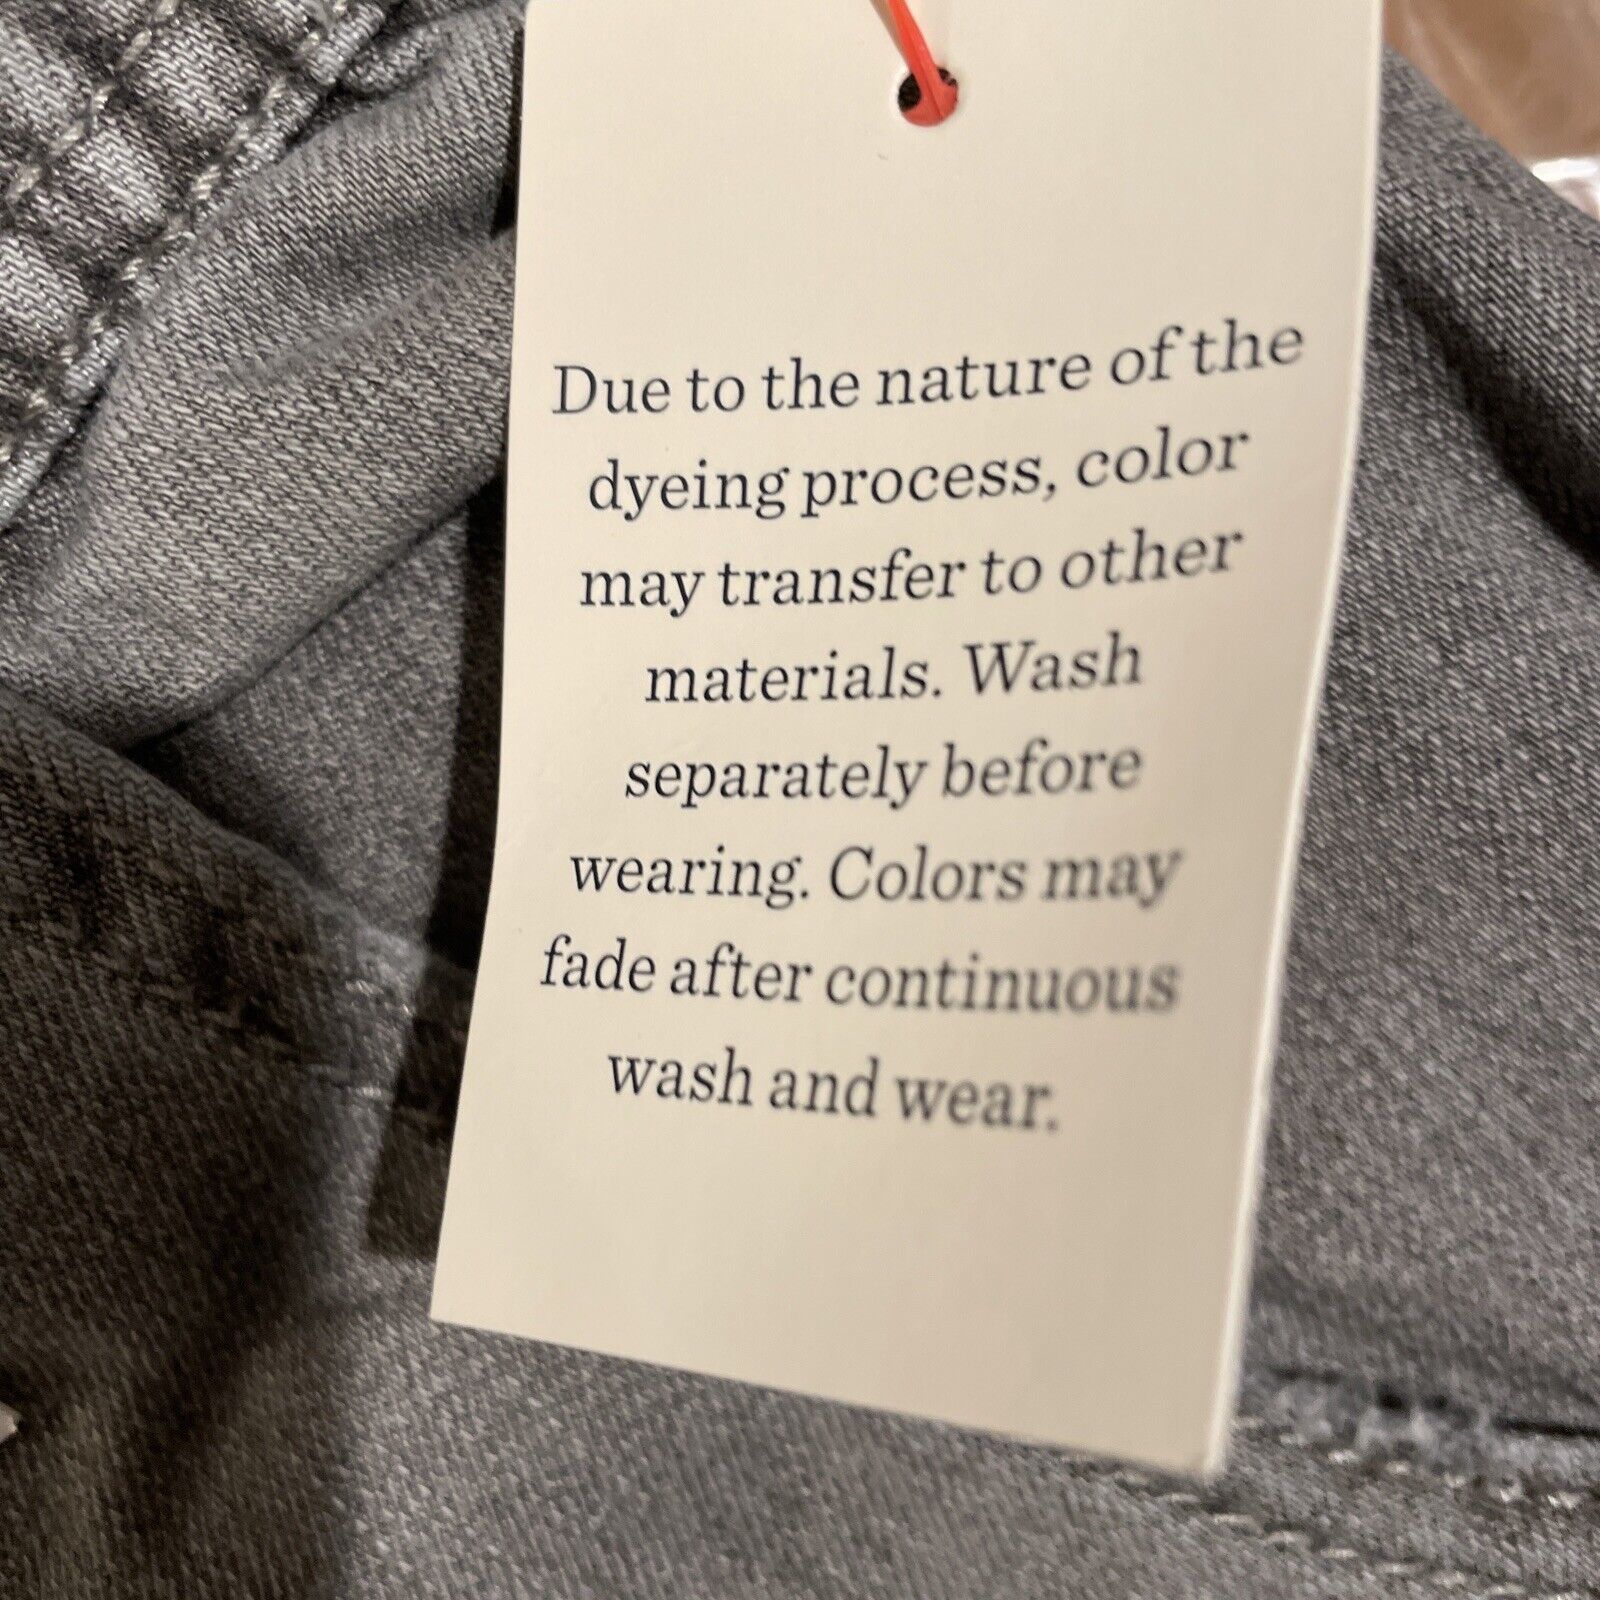 Due to the nature of the
dyeing process, color
may transfer to other
materials. Wash
separately before
wearing. Colors may
fade after continuous
wash and wear.